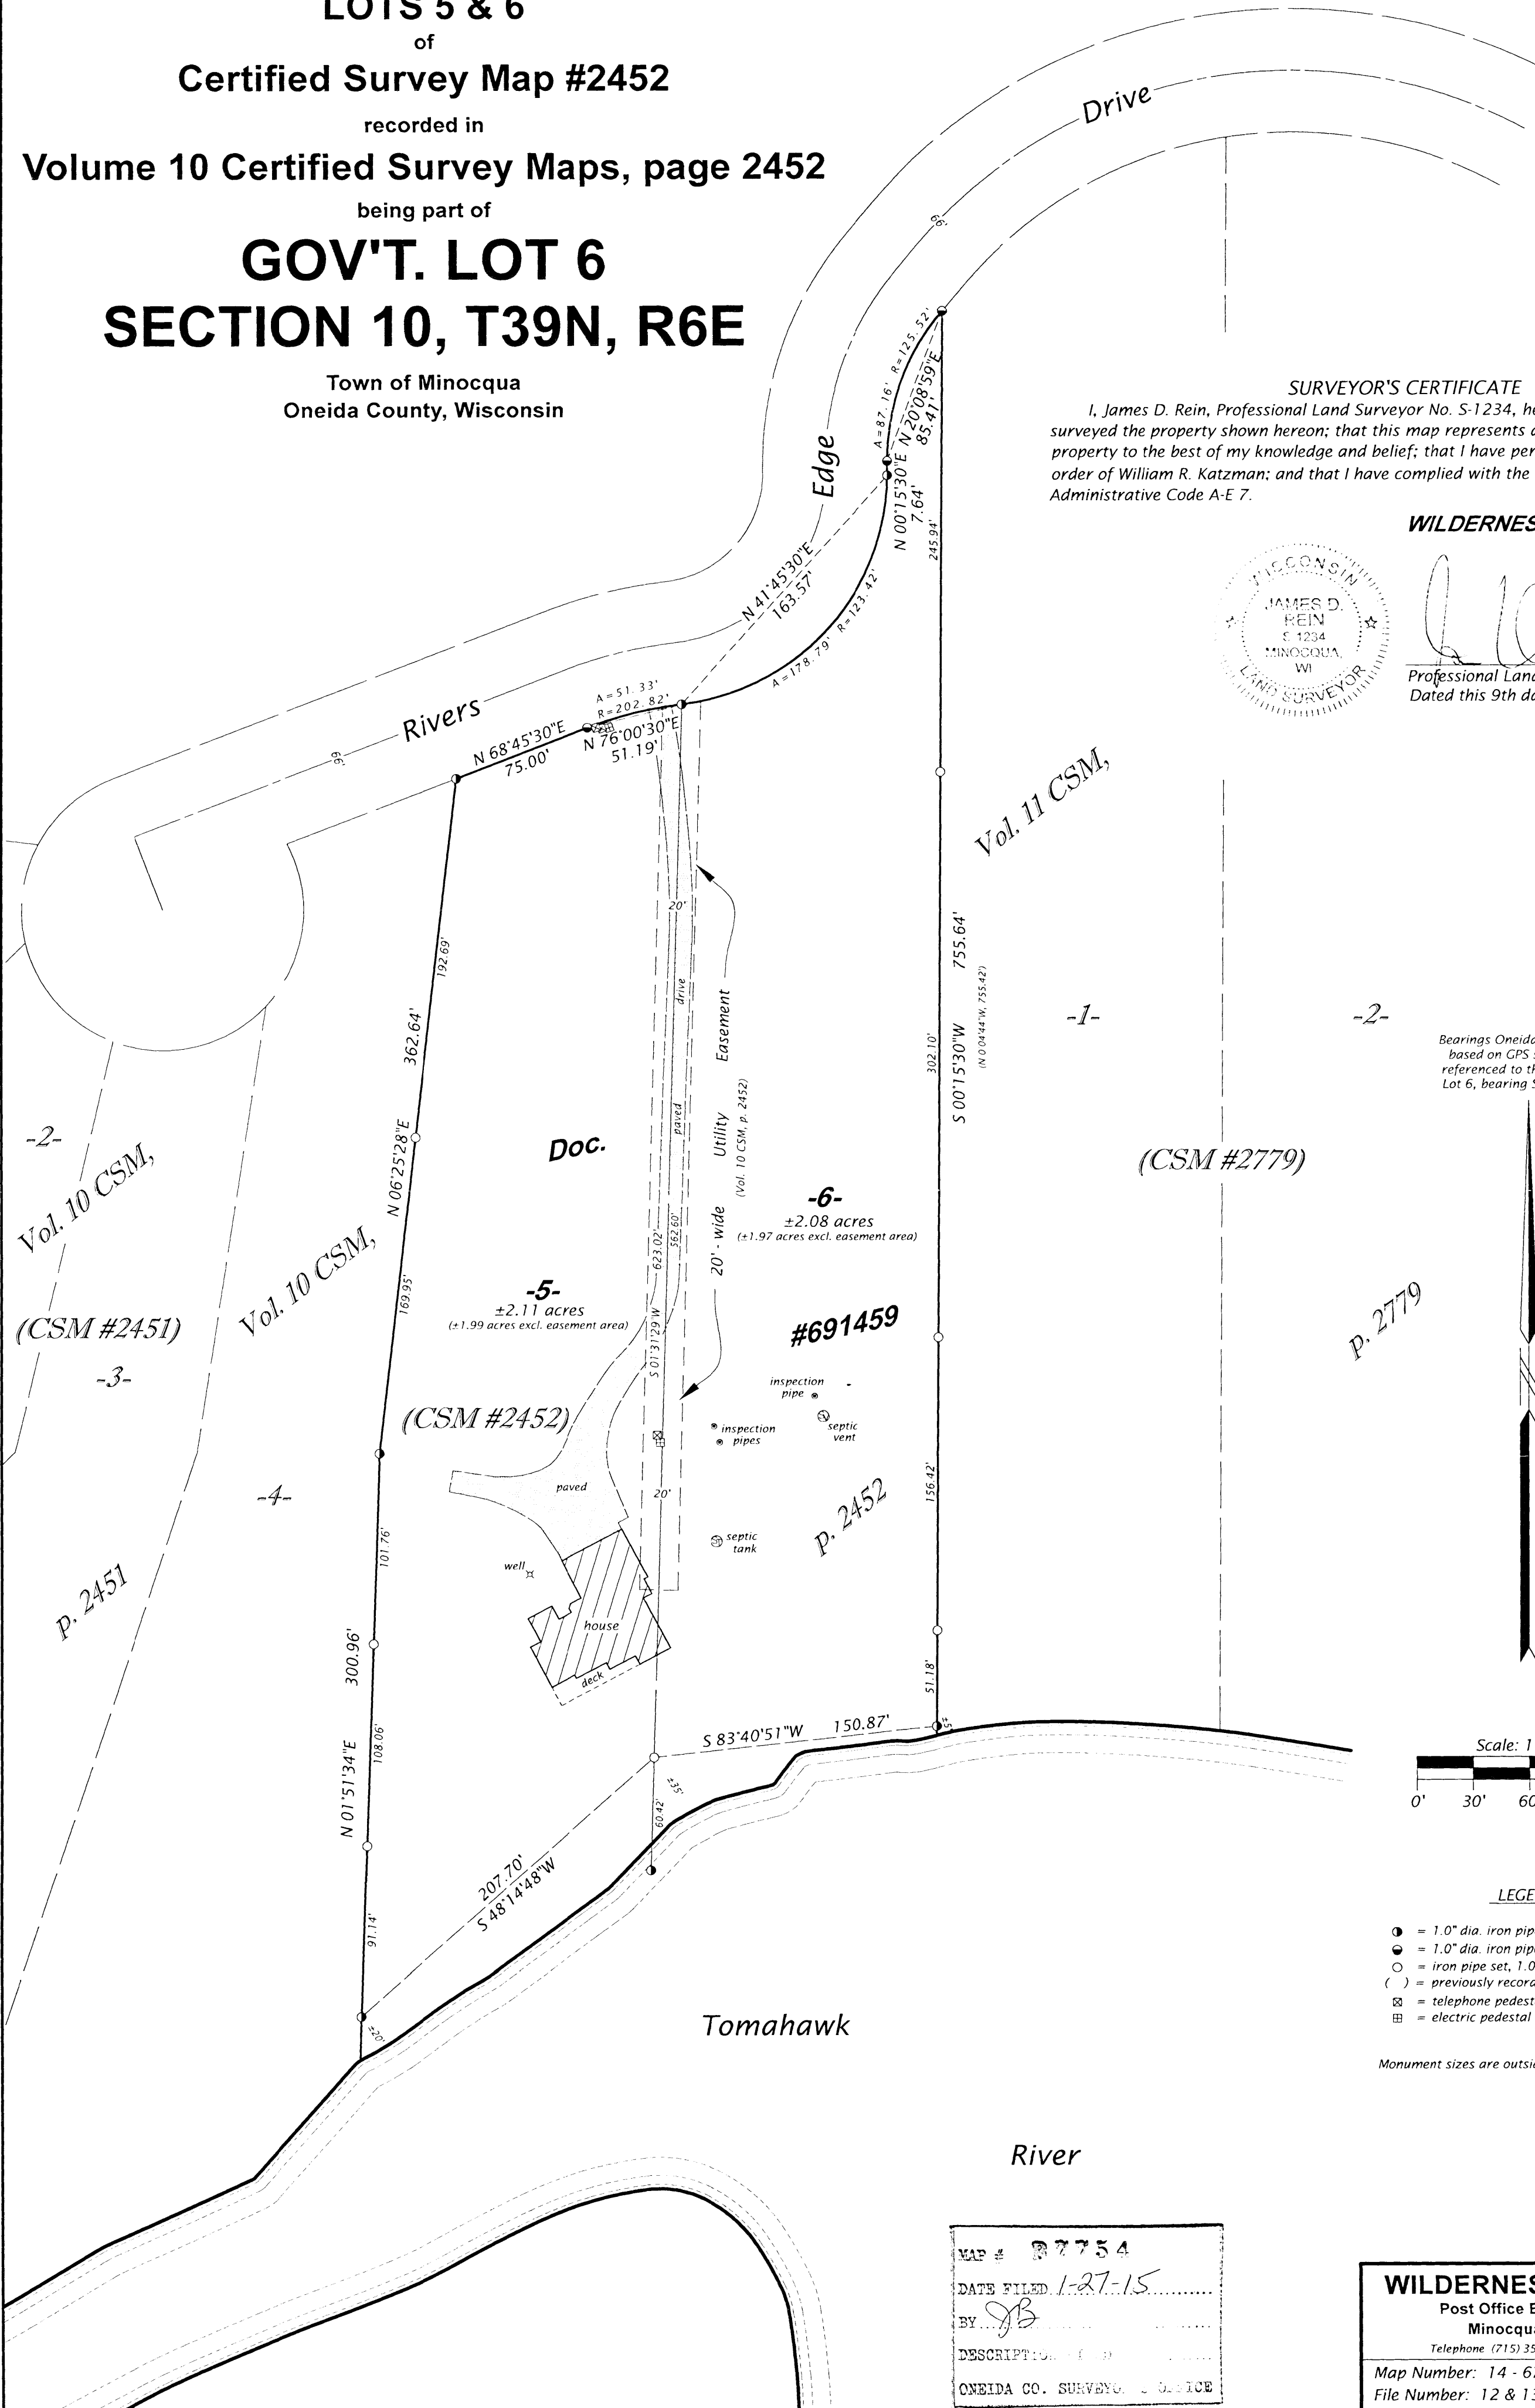 LOTS 5 & 6
of
Certified Survey Map #2452
recorded in
Volume 10 Certified Survey Maps, page 2452
being part of
GOV'T. LOT 6
SECTION 10, T39N, R6E
Town of Minocqua
Oneida County, Wisconsin
Rivers
Edge
Drive
66'
66'
A=87.16' R=125.52'
N 20°08'59"E
85.41'
N 00°15'30"E
7.64'
245.94'
N 41°45'30"E
163.57'
A=178.79' R=123.42'
A=51.33'
R=202.82'
N 76°00'30"E
51.19'
N 68°45'30"E
75.00'
SURVEYOR'S CERTIFICATE
I, James D. Rein, Professional Land Surveyor No. S-1234, he
surveyed the property shown hereon; that this map represents a
property to the best of my knowledge and belief; that I have per
order of William R. Katzman; and that I have complied with the
Administrative Code A-E 7.
WILDERNES
WISCONSIN
JAMES D.
REIN
S 1234
MINOCQUA,
WI
LAND SURVEYOR
Professional Lan
Dated this 9th da
192.69'
362.64'
N 06°25'28"E
169.95'
20'
drive
paved
20' - wide Utility Easement
(Vol. 10 CSM, p. 2452)
623.02'
562.60'
S 01°31'29"W
755.64'
S 00°15'30"W
(N 0°04'44"W, 755.42')
302.10'
Vol. 11 CSM,
-1-
-2-
(CSM #2779)
p. 2779
Bearings Oneida
based on GPS
referenced to th
Lot 6, bearing S
-2-
Vol. 10 CSM,
(CSM #2451)
-3-
p. 2451
Vol. 10 CSM,
(CSM #2452)
-4-
Doc.
#691459
p. 2452
-5-
±2.11 acres
(±1.99 acres excl. easement area)
-6-
±2.08 acres
(±1.97 acres excl. easement area)
inspection
pipe
inspection
pipes
septic
vent
septic
tank
paved
20'
well
house
deck
156.42'
51.18'
±5'
101.76'
300.96'
N 01°51'34"E
108.06'
91.14'
S 83°40'51"W 150.87'
±35'
60.42'
207.70'
S 48°14'48"W
±20'
Tomahawk
River
Scale: 1
0' 30' 60
LEGE
= 1.0" dia. iron pip
= 1.0" dia. iron pipe
= iron pipe set, 1.0
( ) = previously record
= telephone pedest
= electric pedestal
Monument sizes are outsi
MAP # 7754
DATE FILED 1-27-15
BY JB
ONEIDA CO.
WILDERNES
Post Office B
Minocqua
Telephone (715) 35
Map Number: 14 - 6
File Number: 12 & 13